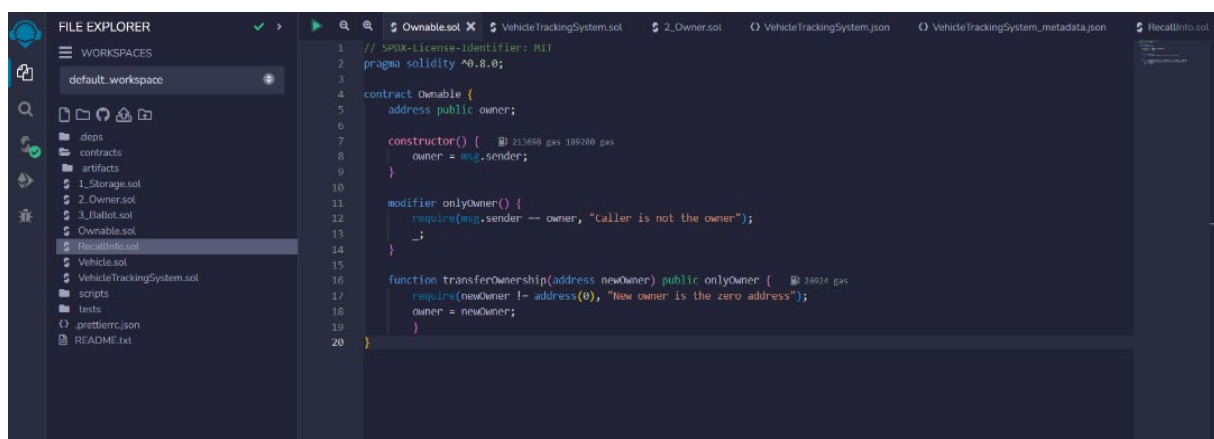 FILE EXPLORER
WORKSPACES
default_workspace
.deps
contracts
artifacts
1_Storage.sol
2_Owner.sol
3_Ballot.sol
Ownable.sol
RecallInfo.sol
Vehicle.sol
VehicleTrackingSystem.sol
scripts
tests
.prettierrc.json
README.txt
Ownable.sol VehicleTrackingSystem.sol 2_Owner.sol VehicleTrackingSystem.json VehicleTrackingSystem_metadata.json RecallInfo.sol
1 // SPDX-License-Identifier: MIT
2 pragma solidity ^0.8.0;
3
4 contract Ownable {
5 address public owner;
6
7 constructor() { 213698 gas 189200 gas
8 owner = msg.sender;
9 }
10
11 modifier onlyOwner() {
12 require(msg.sender == owner, "Caller is not the owner");
13 _;
14 }
15
16 function transferOwnership(address newOwner) public onlyOwner { 26924 gas
17 require(newOwner != address(0), "New owner is the zero address");
18 owner = newOwner;
19 }
20 }